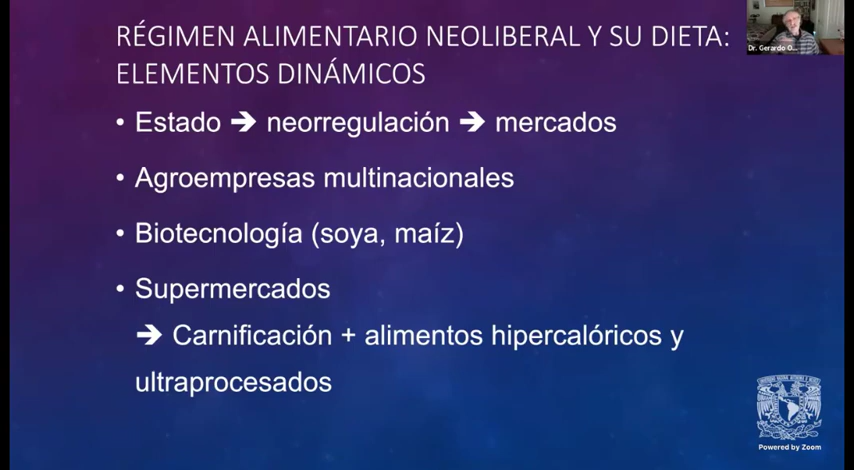 RÉGIMEN ALIMENTARIO NEOLIBERAL Y SU DIETA:
ELEMENTOS DINÁMICOS
• Estado ➔ neorregulación ➔ mercados
• Agroempresas multinacionales
• Biotecnología (soya, maíz)
• Supermercados
➔ Carnificación + alimentos hipercalóricos y
ultraprocesados
Dr. Gerardo O...
Powered by Zoom